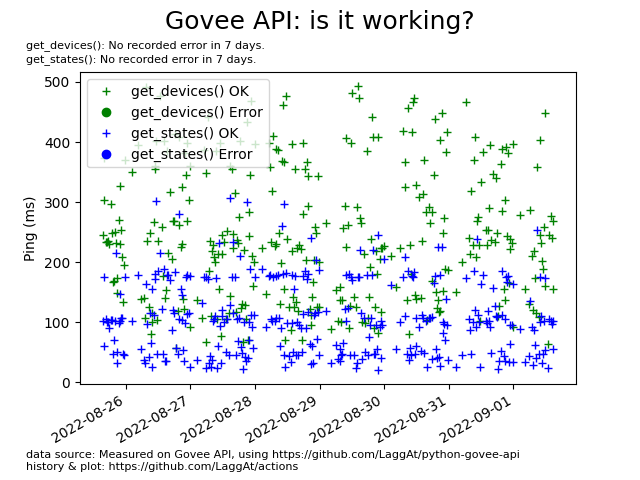 Govee API: is it working?
get_devices(): No recorded error in 7 days.
get_states(): No recorded error in 7 days.
get_devices() OK
get_devices() Error
get_states() OK
get_states() Error
Ping (ms)
500
400
300
200
100
0
2022-08-26
2022-08-27
2022-08-28
2022-08-29
2022-08-30
2022-08-31
2022-09-01
data source: Measured on Govee API, using https://github.com/LaggAt/python-govee-api
history & plot: https://github.com/LaggAt/actions